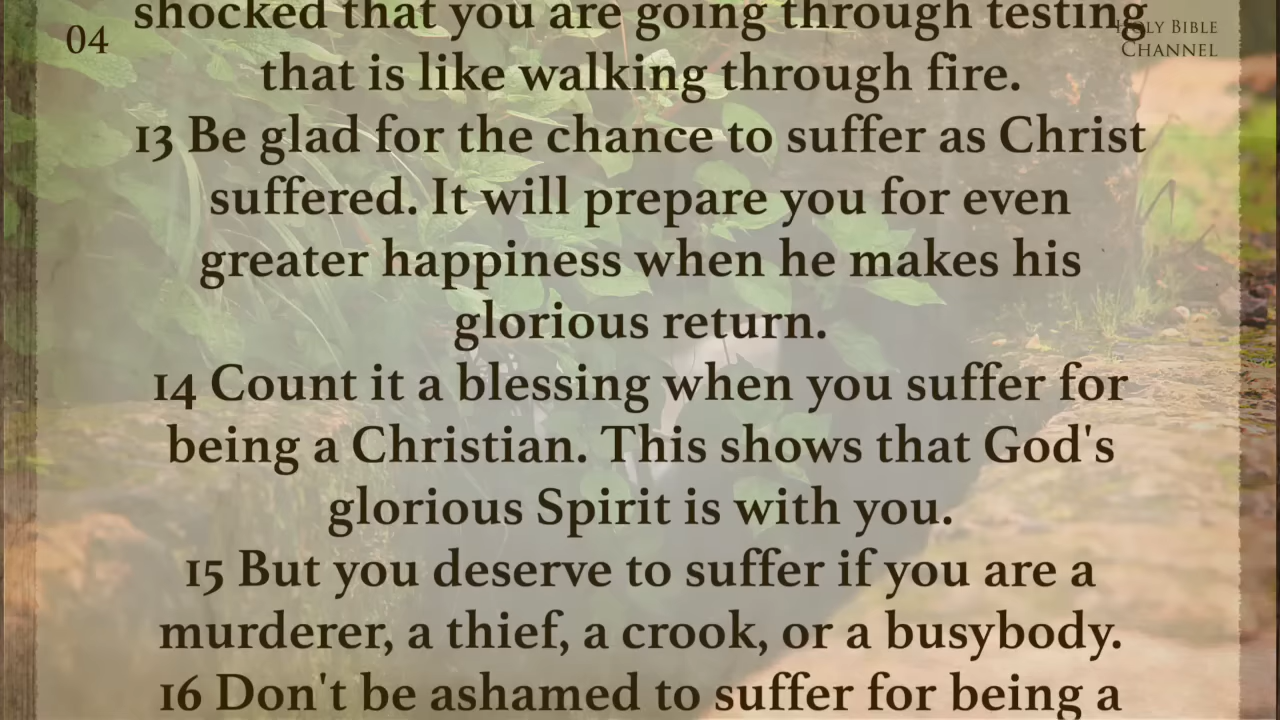 04
HOLY BIBLE
CHANNEL
shocked that you are going through testing
that is like walking through fire.
13 Be glad for the chance to suffer as Christ
suffered. It will prepare you for even
greater happiness when he makes his
glorious return.
14 Count it a blessing when you suffer for
being a Christian. This shows that God's
glorious Spirit is with you.
15 But you deserve to suffer if you are a
murderer, a thief, a crook, or a busybody.
16 Don't be ashamed to suffer for being a